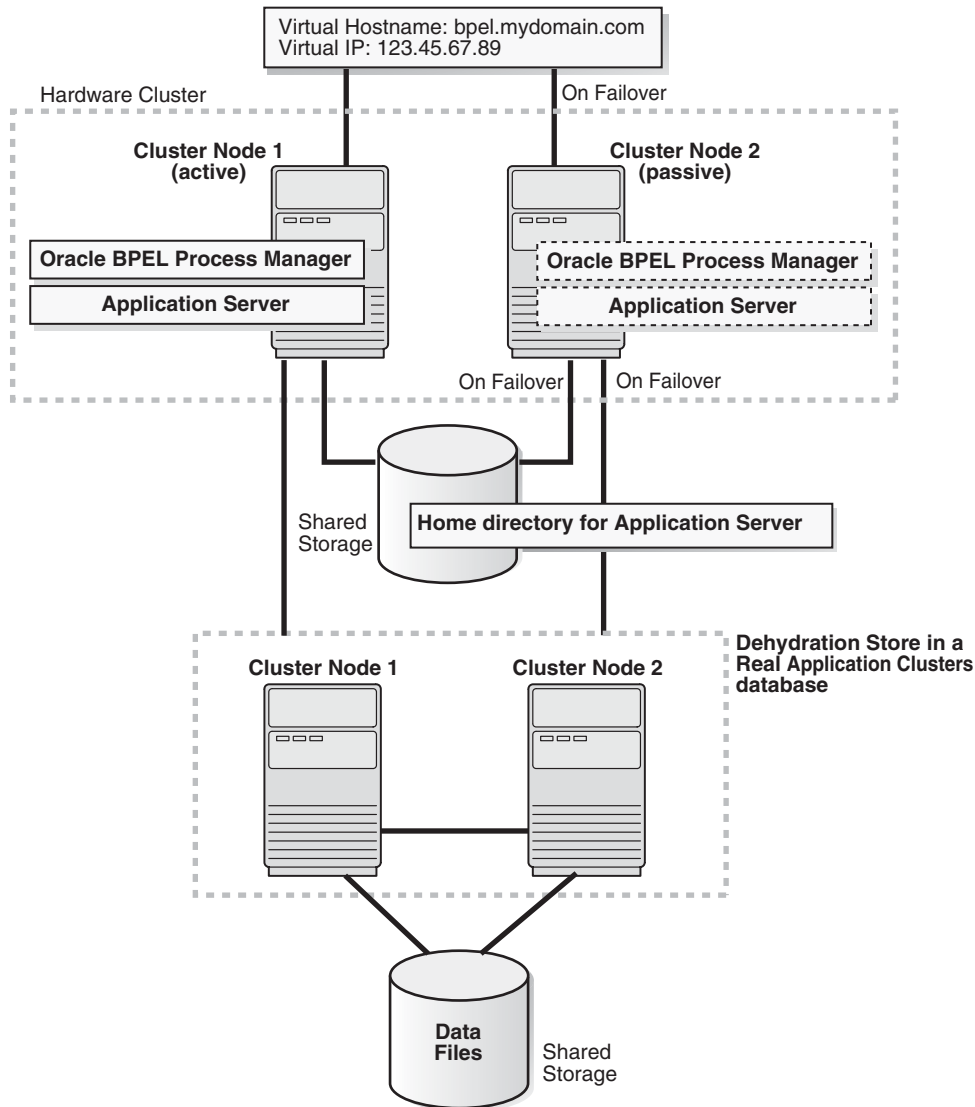 Virtual Hostname: bpel.mydomain.com
Virtual IP: 123.45.67.89
Hardware Cluster
On Failover
Cluster Node 1
(active)
Cluster Node 2
(passive)
Oracle BPEL Process Manager
Application Server
Oracle BPEL Process Manager
Application Server
On Failover
On Failover
Shared
Storage
Home directory for Application Server
Dehydration Store in a
Real Application Clusters
database
Cluster Node 1
Cluster Node 2
Data
Files
Shared
Storage